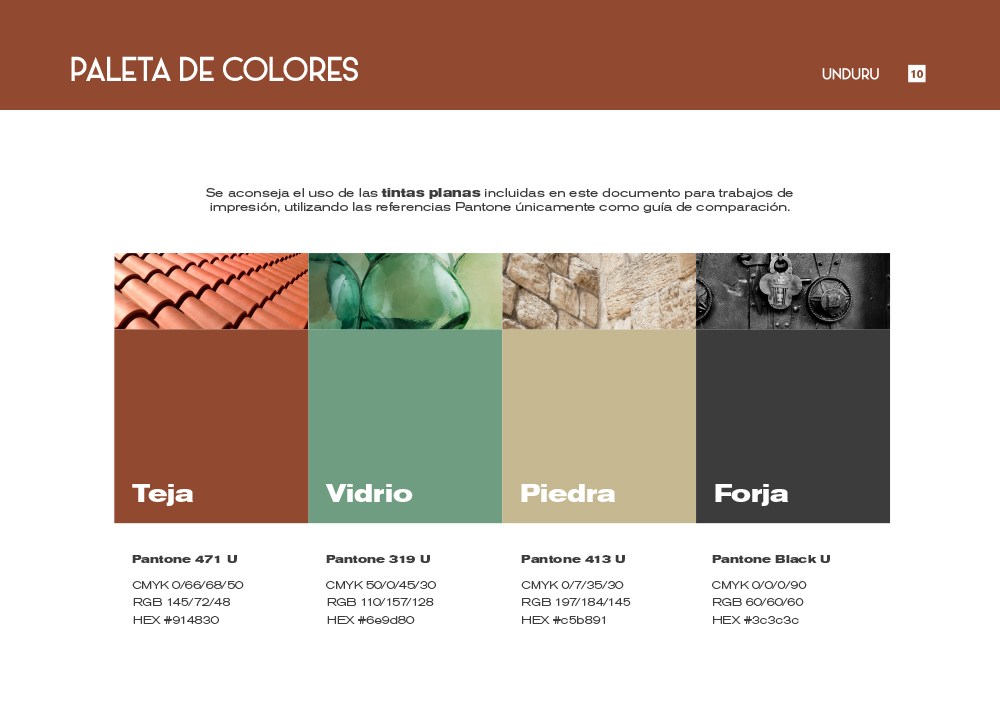 PALETA DE COLORES
UNDURU 10
Se aconseja el uso de las tintas planas incluidas en este documento para trabajos de
impresión, utilizando las referencias Pantone únicamente como guía de comparación.
Teja Vidrio Piedra Forja
Pantone 471 U Pantone 319 U Pantone 413 U Pantone Black U
CMYK 0/66/68/50 CMYK 50/0/45/30 CMYK 0/7/35/30 CMYK 0/0/0/90
RGB 145/72/48 RGB 110/157/128 RGB 197/184/145 RGB 60/60/60
HEX #914830 HEX #6e9d80 HEX #c5b891 HEX #3c3c3c